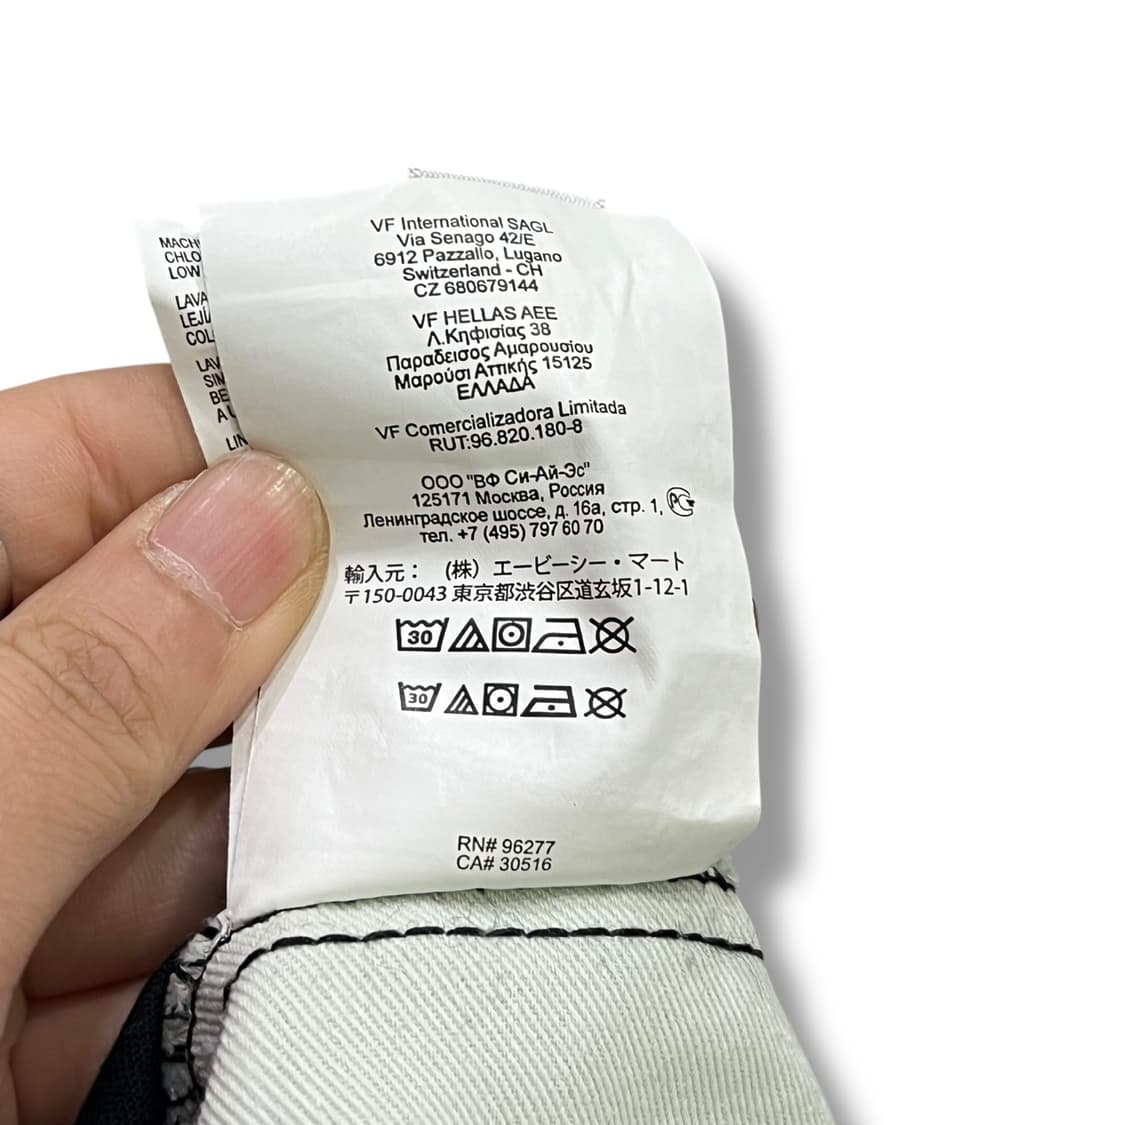 MACH
CHLO
LOW
LAVA
LEJÍ
COL
LAV
SIN
BE
A
LIN
VF International SAGL
Via Senago 42/E
6912 Pazzallo, Lugano
Switzerland - CH
CZ 680679144
VF HELLAS AEE
Λ.Κηφισίας 38
Παραδεισος Αμαρουσίου
Μαρούσι Αττικής 15125
ΕΛΛΑΔΑ
VF Comercializadora Limitada
RUT:96.820.180-8
ООО "ВФ Си-Ай-Эс"
125171 Москва, Россия
Ленинградское шоссе, д. 16а, стр. 1,
тел. +7 (495) 797 60 70
輸入元： (株) エービーシー・マート
〒150-0043 東京都渋谷区道玄坂1-12-1
30
30
RN# 96277
CA# 30516